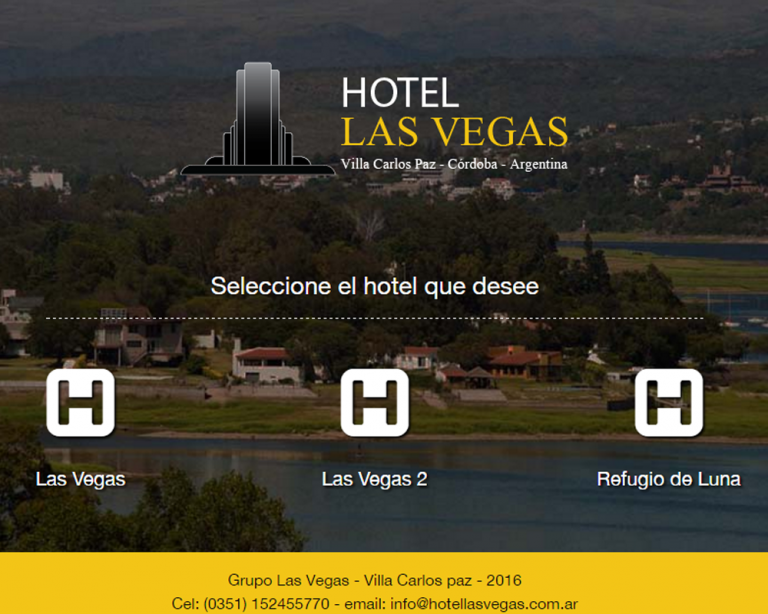 HOTEL
LAS VEGAS
Villa Carlos Paz - Córdoba - Argentina
Seleccione el hotel que desee
H H H
Las Vegas Las Vegas 2 Refugio de Luna
Grupo Las Vegas - Villa Carlos paz - 2016
Cel: (0351) 152455770 - email: info@hotellasvegas.com.ar